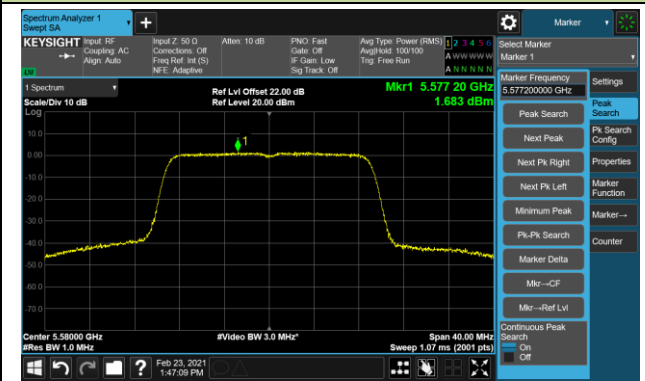 Spectrum Analyzer 1
Swept SA
+
Marker
KEYSIGHT
Input: RF
Coupling: AC
Align: Auto
Input Z: 50 Ω
Corrections: Off
Freq Ref: Int (S)
NFE: Adaptive
Atten: 10 dB
PNO: Fast
Gate: Off
IF Gain: Low
Sig Track: Off
Avg Type: Power (RMS)
Avg|Hold: 100/100
Trig: Free Run
1 2 3 4 5 6
A W W W W W
A N N N N N
Select Marker
Marker 1
1 Spectrum
Scale/Div 10 dB
Log
Ref Lvl Offset 22.00 dB
Ref Level 20.00 dBm
Mkr1 5.577 20 GHz
1.683 dBm
10.0
0.00
-10.0
-20.0
-30.0
-40.0
-50.0
-60.0
-70.0
1
Center 5.58000 GHz
#Res BW 1.0 MHz
#Video BW 3.0 MHz*
Span 40.00 MHz
Sweep 1.07 ms (2001 pts)
Marker Frequency
5.577200000 GHz
Peak Search
Next Peak
Next Pk Right
Next Pk Left
Minimum Peak
Pk-Pk Search
Marker Delta
Mkr→CF
Mkr→Ref Lvl
Continuous Peak
Search
On
Off
Settings
Peak
Search
Pk Search
Config
Properties
Marker
Function
Marker→
Counter
?
Feb 23, 2021
1:47:09 PM